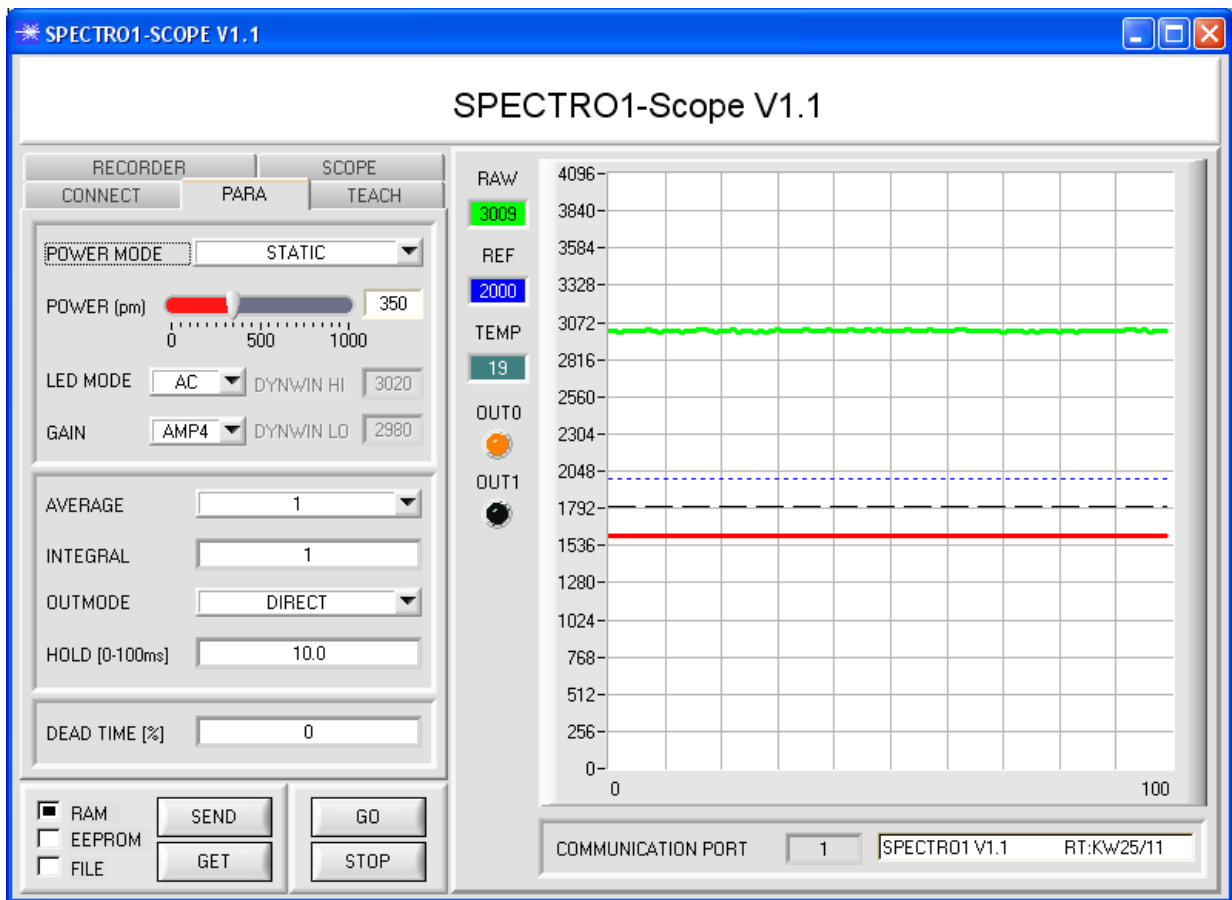 SPECTRO1-SCOPE V1.1
SPECTRO1-Scope V1.1
RECORDER SCOPE
CONNECT PARA TEACH
POWER MODE STATIC
POWER (pm) 350
0 500 1000
LED MODE AC DYNWIN HI 3020
GAIN AMP4 DYNWIN LO 2980
AVERAGE 1
INTEGRAL 1
OUTMODE DIRECT
HOLD [0-100ms] 10.0
DEAD TIME [%] 0
RAM
EEPROM
FILE
SEND
GET
GO
STOP
RAW
3009
REF
2000
TEMP
19
OUT0
OUT1
4096
3840
3584
3328
3072
2816
2560
2304
2048
1792
1536
1280
1024
768
512
256
0
0 100
COMMUNICATION PORT 1 SPECTRO1 V1.1 RT:KW25/11